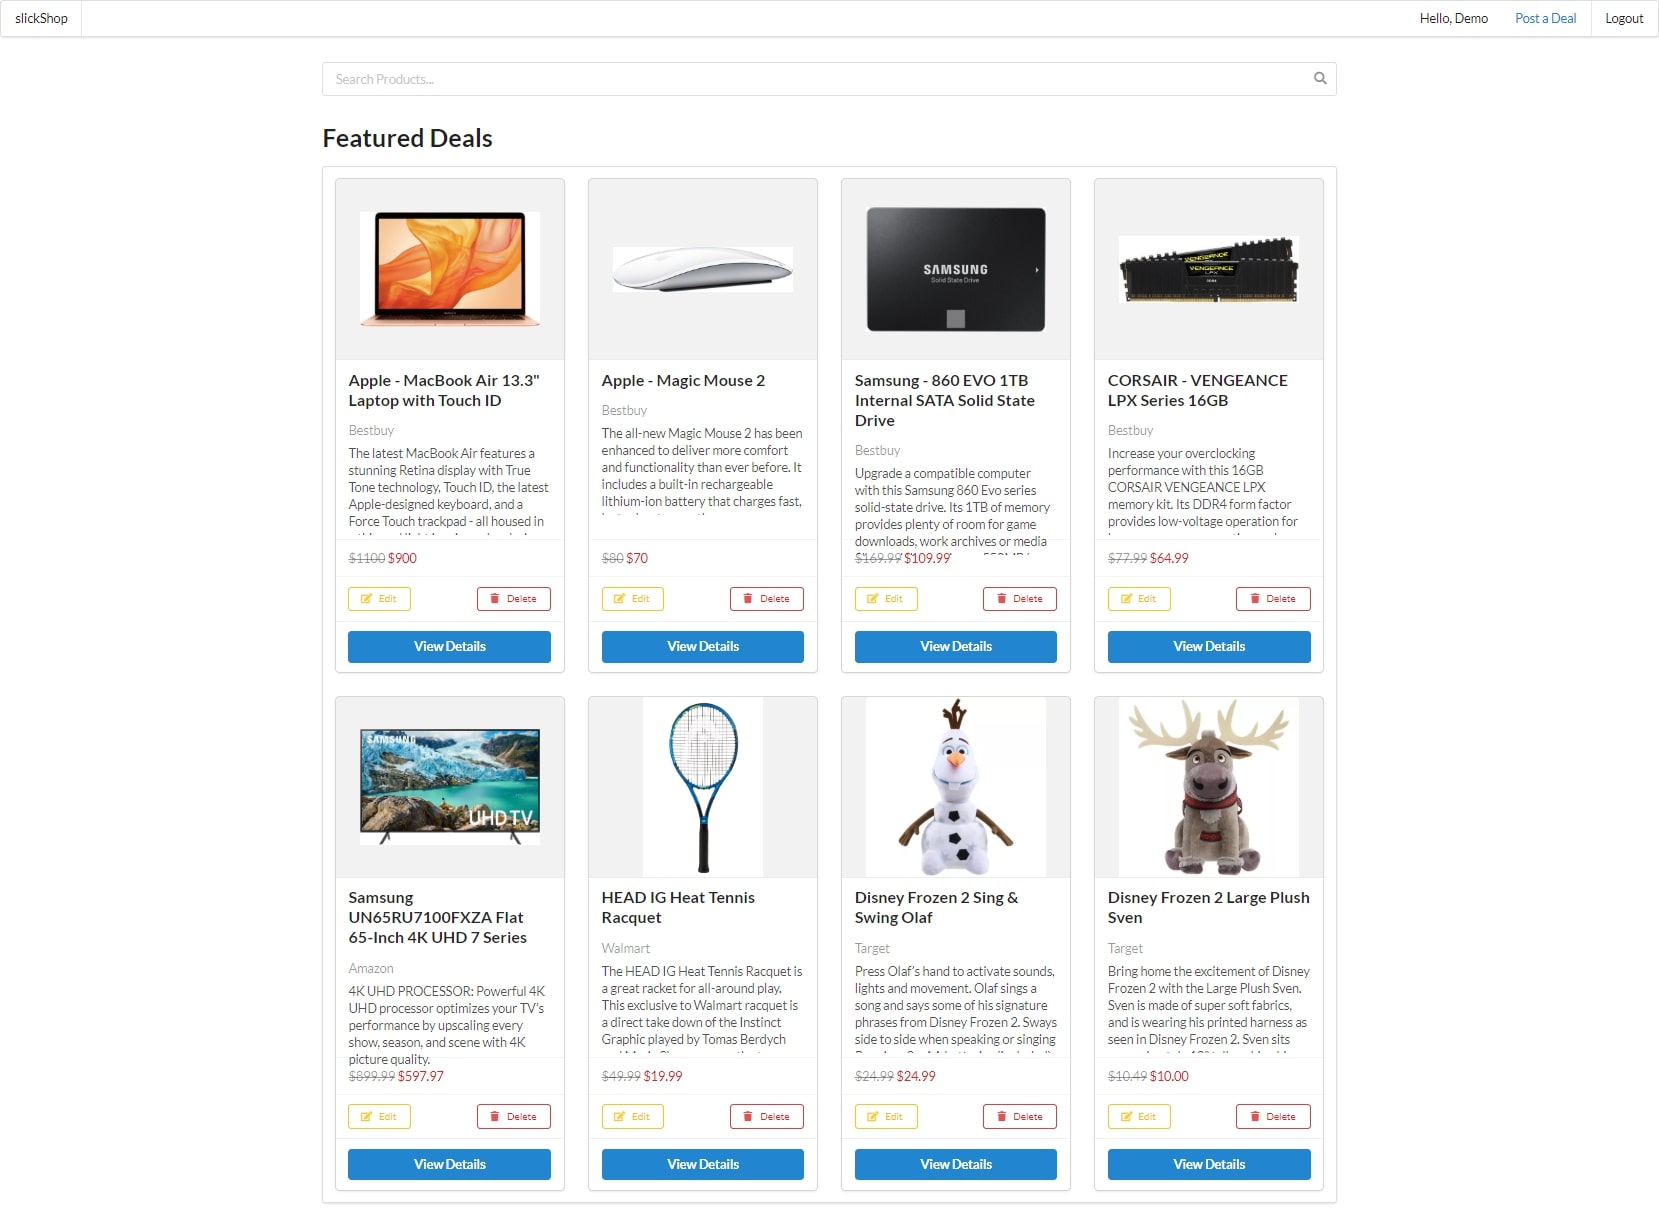 slickShop
Hello, Demo
Post a Deal
Logout
Search Products...
Featured Deals
SAMSUNG
Solid State Drive
VENGEANCE
VENGEANCE
LPX
Apple - MacBook Air 13.3"
Laptop with Touch ID
Bestbuy
The latest MacBook Air features a
stunning Retina display with True
Tone technology, Touch ID, the latest
Apple-designed keyboard, and a
Force Touch trackpad - all housed in
$1100 $900
Edit
Delete
View Details
Apple - Magic Mouse 2
Bestbuy
The all-new Magic Mouse 2 has been
enhanced to deliver more comfort
and functionality than ever before. It
includes a built-in rechargeable
lithium-ion battery that charges fast,
$80 $70
Edit
Delete
View Details
Samsung - 860 EVO 1TB
Internal SATA Solid State
Drive
Bestbuy
Upgrade a compatible computer
with this Samsung 860 Evo series
solid-state drive. Its 1TB of memory
provides plenty of room for game
downloads, work archives or media
$169.99 $109.99
Edit
Delete
View Details
CORSAIR - VENGEANCE
LPX Series 16GB
Bestbuy
Increase your overclocking
performance with this 16GB
CORSAIR VENGEANCE LPX
memory kit. Its DDR4 form factor
provides low-voltage operation for
$77.99 $64.99
Edit
Delete
View Details
SAMSUNG
UHD TV
Samsung
UN65RU7100FXZA Flat
65-Inch 4K UHD 7 Series
Amazon
4K UHD PROCESSOR: Powerful 4K
UHD processor optimizes your TV's
performance by upscaling every
show, season, and scene with 4K
picture quality.
$899.99 $597.97
Edit
Delete
View Details
HEAD IG Heat Tennis
Racquet
Walmart
The HEAD IG Heat Tennis Racquet is
a great racket for all-around play.
This exclusive to Walmart racquet is
a direct take down of the Instinct
Graphic played by Tomas Berdych
$49.99 $19.99
Edit
Delete
View Details
Disney Frozen 2 Sing &
Swing Olaf
Target
Press Olaf's hand to activate sounds,
lights and movement. Olaf sings a
song and says some of his signature
phrases from Disney Frozen 2. Sways
side to side when speaking or singing
$24.99 $24.99
Edit
Delete
View Details
Disney Frozen 2 Large Plush
Sven
Target
Bring home the excitement of Disney
Frozen 2 with the Large Plush Sven.
Sven is made of super soft fabrics,
and is wearing his printed harness as
seen in Disney Frozen 2. Sven sits
$10.49 $10.00
Edit
Delete
View Details